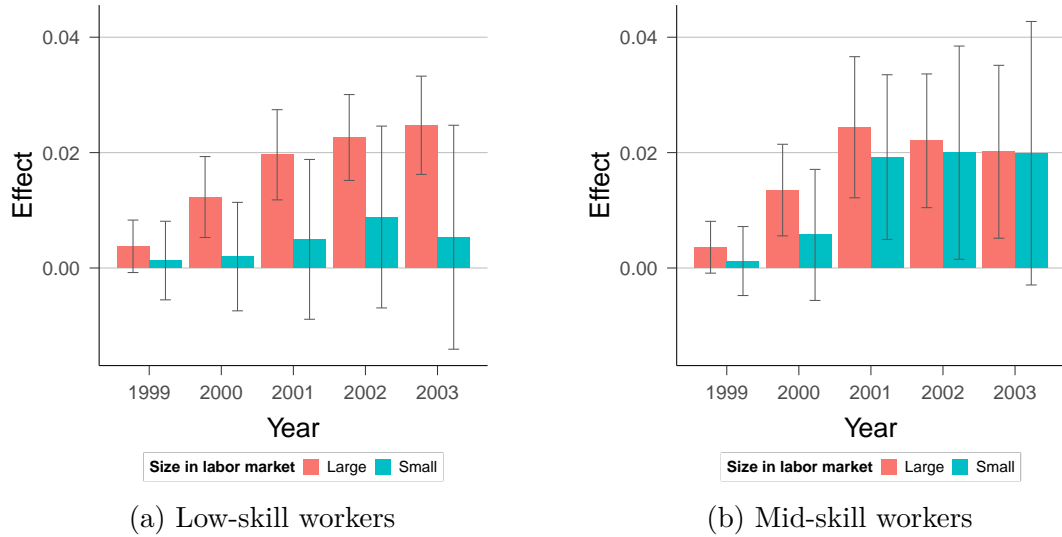 0.04
0.02
0.00
Effect
1999 2000 2001 2002 2003
Year
Size in labor market Large Small
(a) Low-skill workers
0.04
0.02
0.00
Effect
1999 2000 2001 2002 2003
Year
Size in labor market Large Small
(b) Mid-skill workers